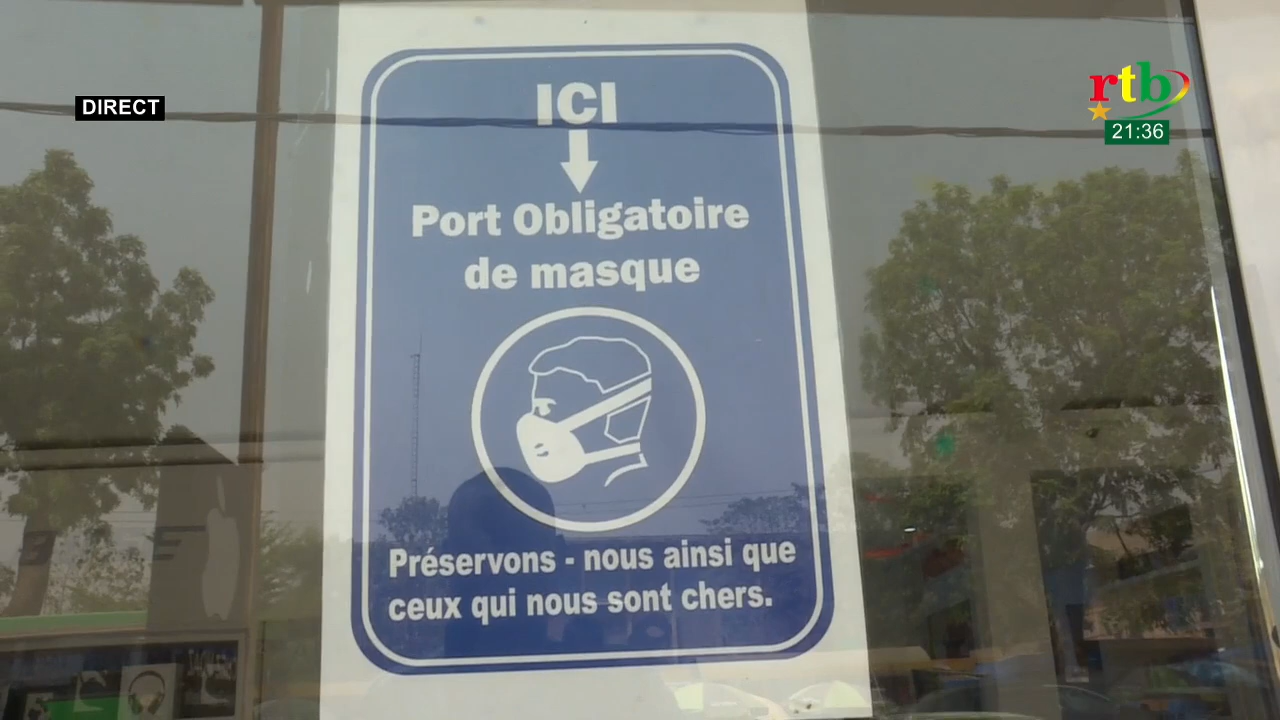 DIRECT
rtb
21:36
ICI
Port Obligatoire
de masque
Préservons - nous ainsi que
ceux qui nous sont chers.